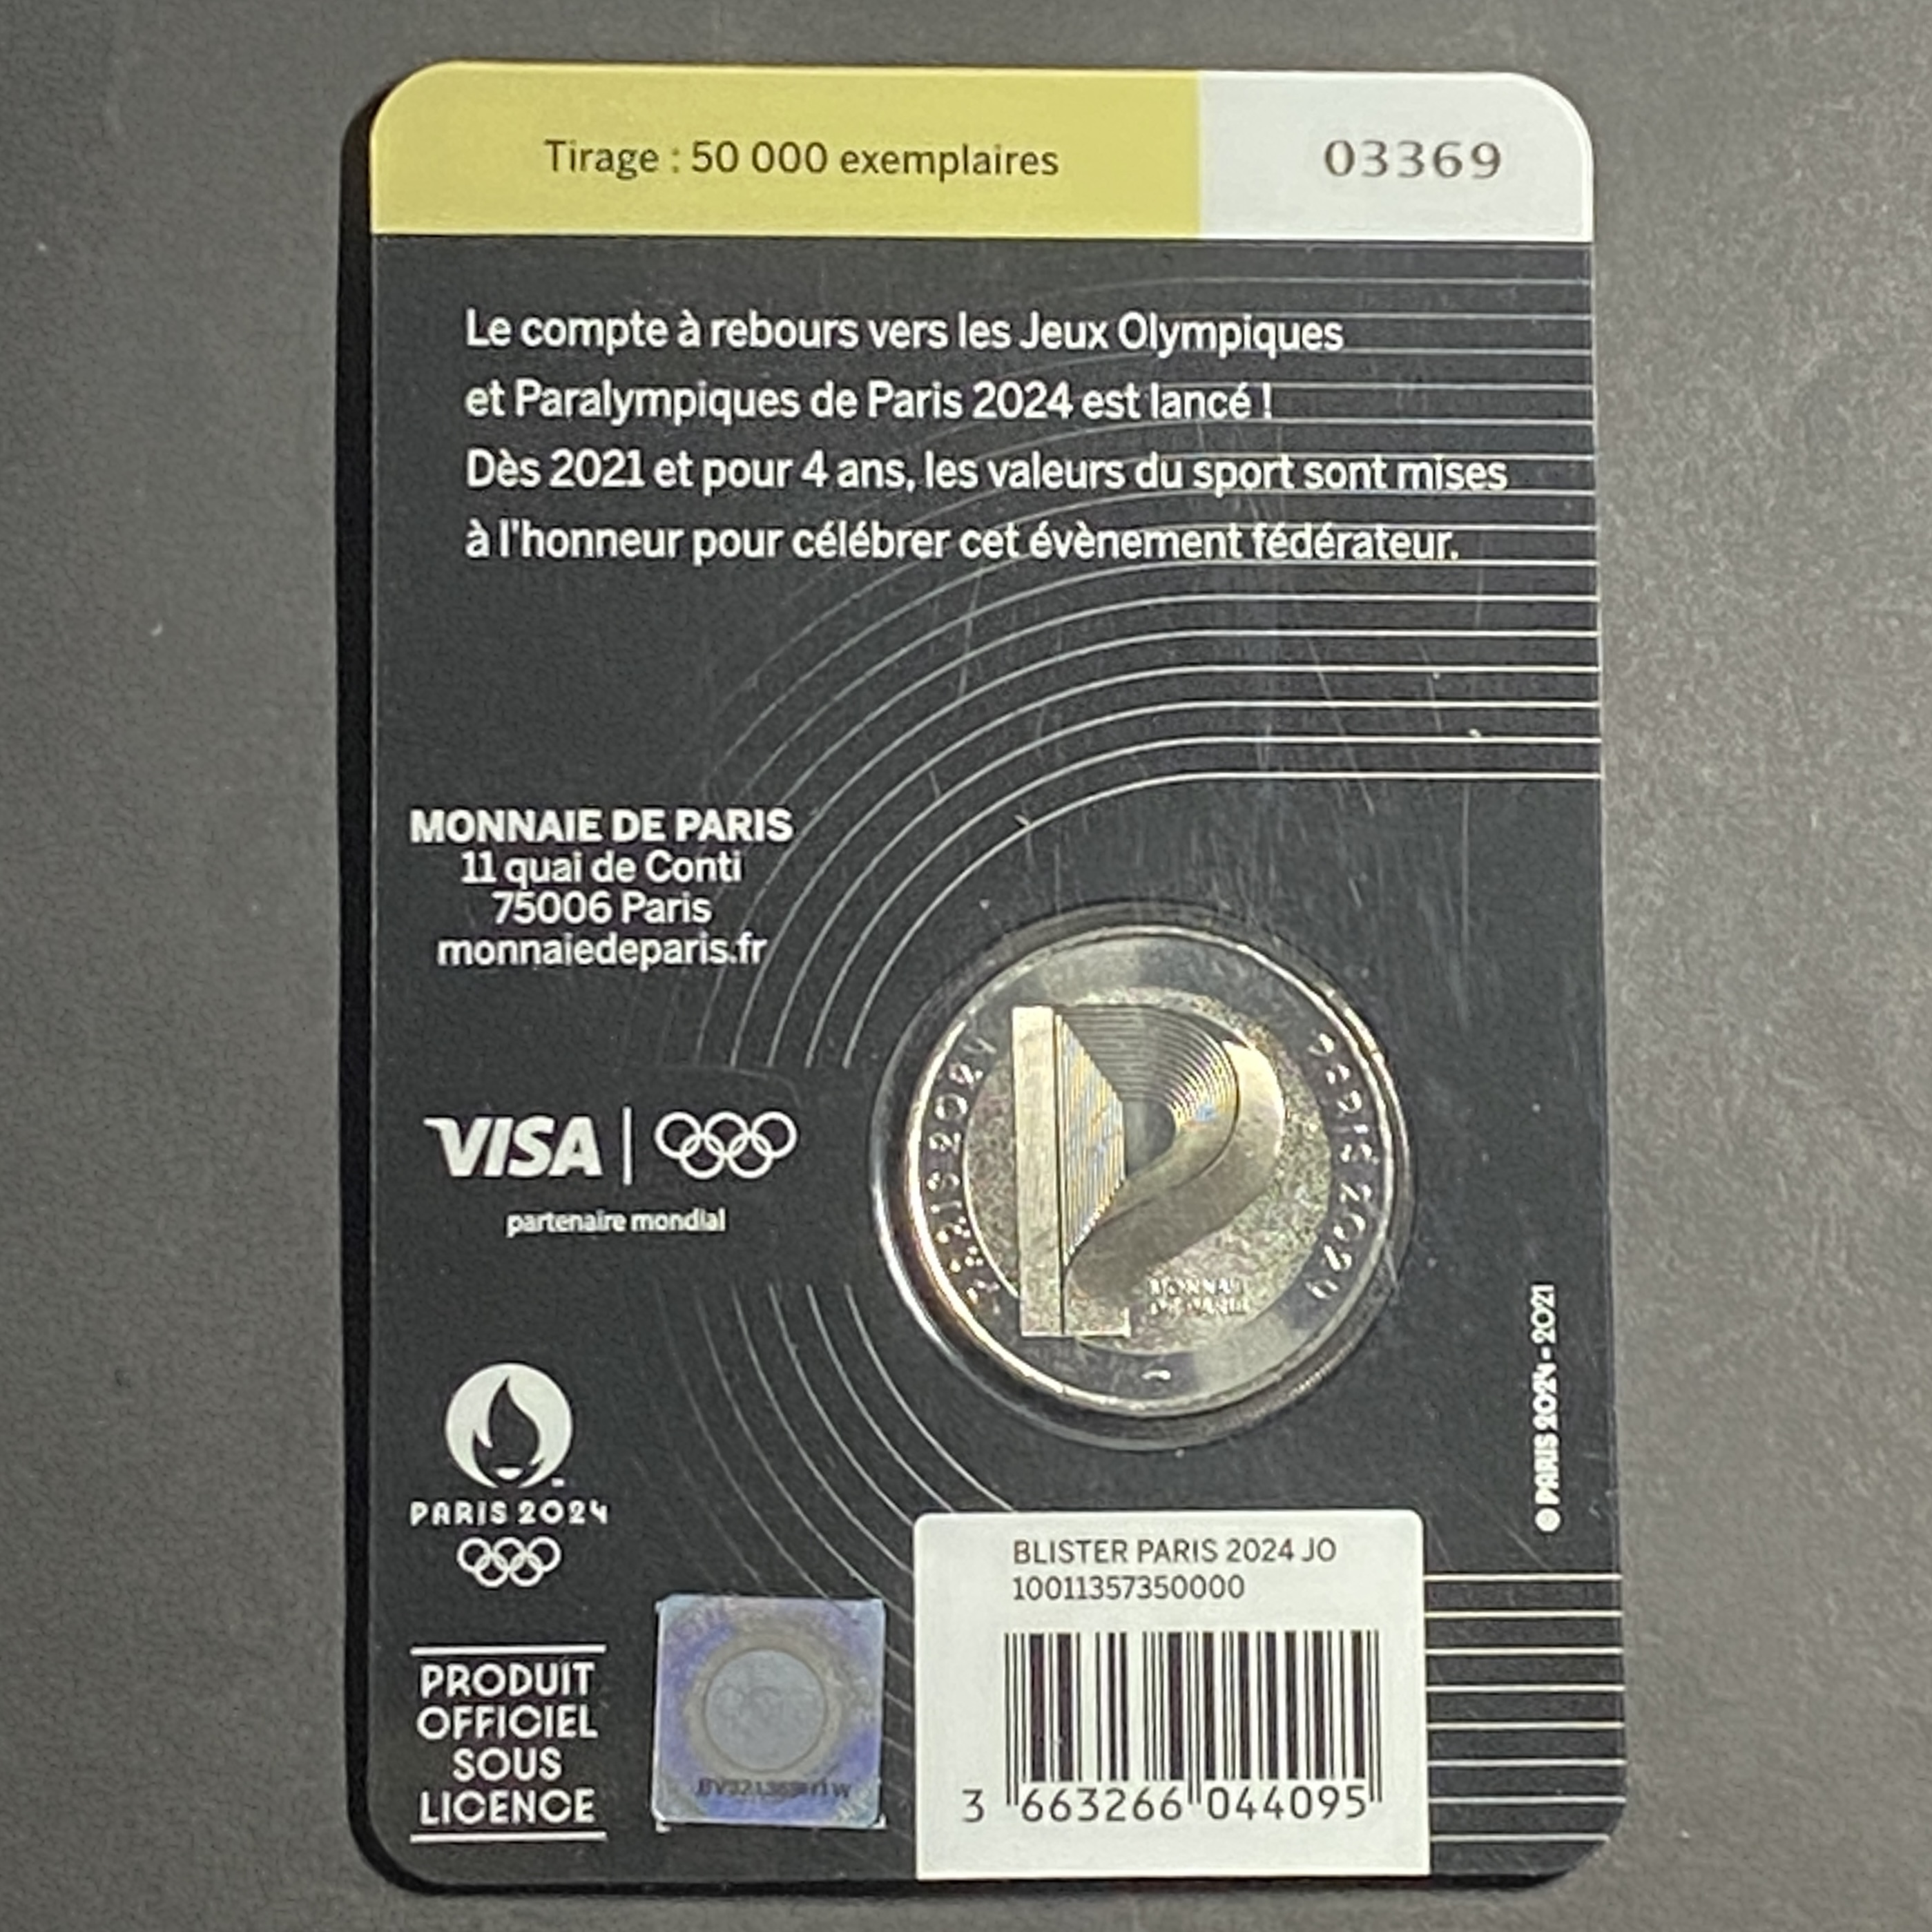 Tirage : 50 000 exemplaires
03369
Le compte à rebours vers les Jeux Olympiques
et Paralympiques de Paris 2024 est lancé !
Dès 2021 et pour 4 ans, les valeurs du sport sont mises
à l'honneur pour célébrer cet évènement fédérateur.
MONNAIE DE PARIS
11 quai de Conti
75006 Paris
monnaiedeparis.fr
VISA
partenaire mondial
PARIS 2024
PARIS 2024
MONNAIE
DE PARIS
© PARIS 2024 - 2021
PARIS 2024
PRODUIT
OFFICIEL
SOUS
LICENCE
BLISTER PARIS 2024 JO
10011357350000
3 663266 044095